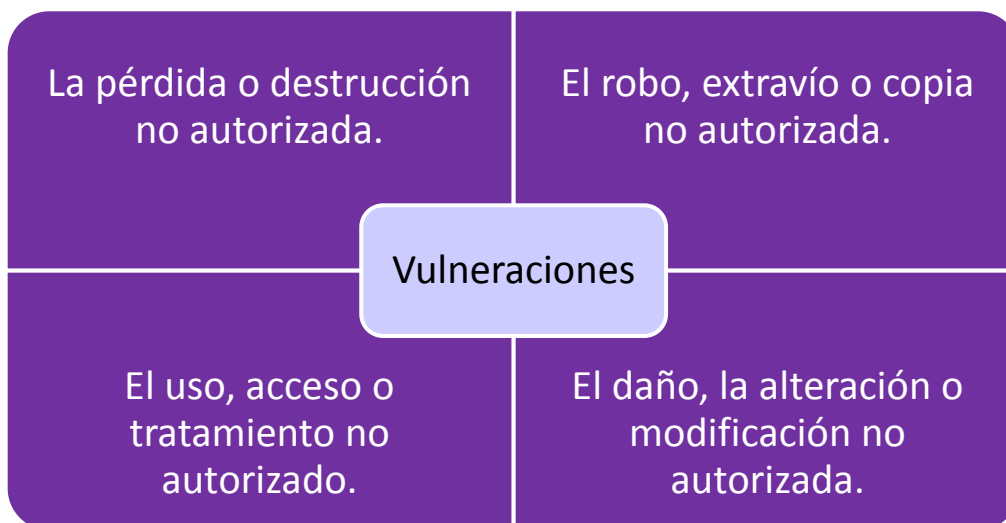 La pérdida o destrucción
no autorizada.
El robo, extravío o copia
no autorizada.
Vulneraciones
El uso, acceso o
tratamiento no
autorizado.
El daño, la alteración o
modificación no
autorizada.